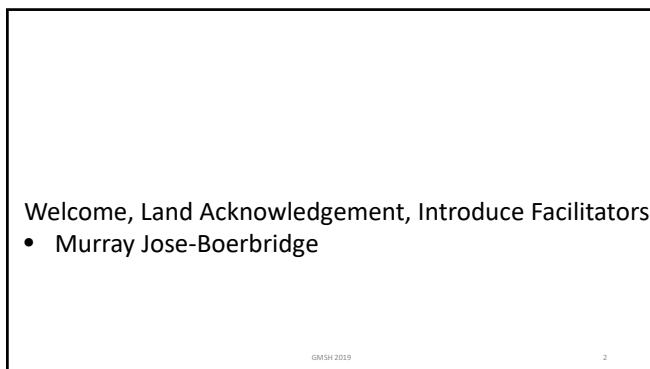 Welcome, Land Acknowledgement, Introduce Facilitators
• Murray Jose-Boerbridge
GMSH 2019
2